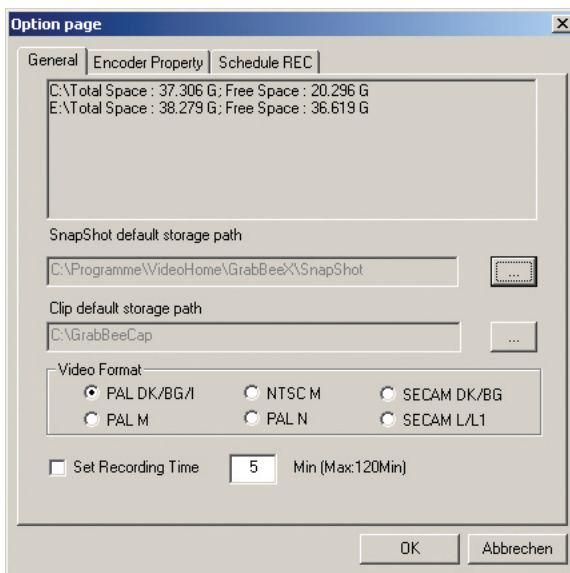 Option page
General Encoder Property Schedule REC
C:\Total Space : 37.306 G; Free Space : 20.296 G
E:\Total Space : 38.279 G; Free Space : 36.619 G
SnapShot default storage path
C:\Programme\VideoHome\GrabBeeX\SnapShot ...
Clip default storage path
C:\GrabBeeCap ...
Video Format
PAL DK/BG/I NTSC M SECAM DK/BG
PAL M PAL N SECAM L/L1
Set Recording Time 5 Min (Max:120Min)
OK Abbrechen